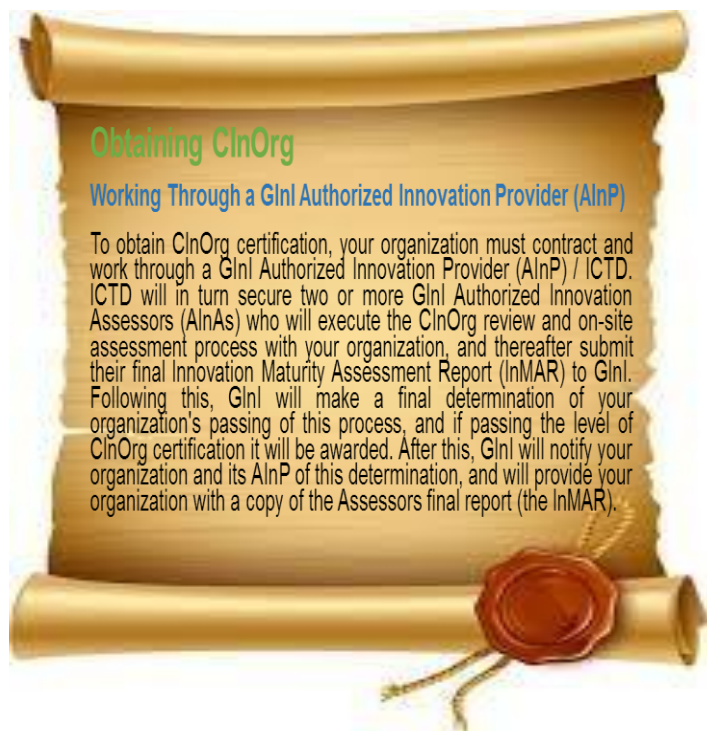 Obtaining CInOrg
Working Through a GInI Authorized Innovation Provider (AInP)
To obtain CInOrg certification, your organization must contract and
work through a GInI Authorized Innovation Provider (AInP) / ICTD.
ICTD will in turn secure two or more GInI Authorized Innovation
Assessors (AInAs) who will execute the CInOrg review and on-site
assessment process with your organization, and thereafter submit
their final Innovation Maturity Assessment Report (InMAR) to GInI.
Following this, GInI will make a final determination of your
organization's passing of this process, and if passing the level of
CInOrg certification it will be awarded. After this, GInI will notify your
organization and its AInP of this determination, and will provide your
organization with a copy of the Assessors final report (the InMAR).